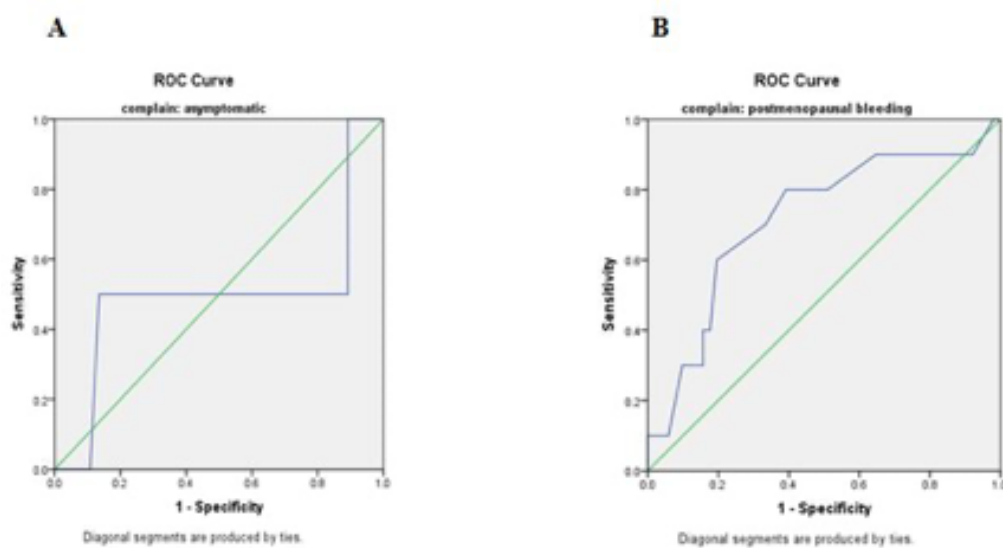 A
ROC Curve
complain: asymptomatic
1.0
0.8
0.6
0.4
0.2
0.0
Sensitivity
0.0 0.2 0.4 0.6 0.8 1.0
1 - Specificity
Diagonal segments are produced by ties.
B
ROC Curve
complain: postmenopausal bleeding
1.0
0.8
0.6
0.4
0.2
0.0
Sensitivity
0.0 0.2 0.4 0.6 0.8 1.0
1 - Specificity
Diagonal segments are produced by ties.